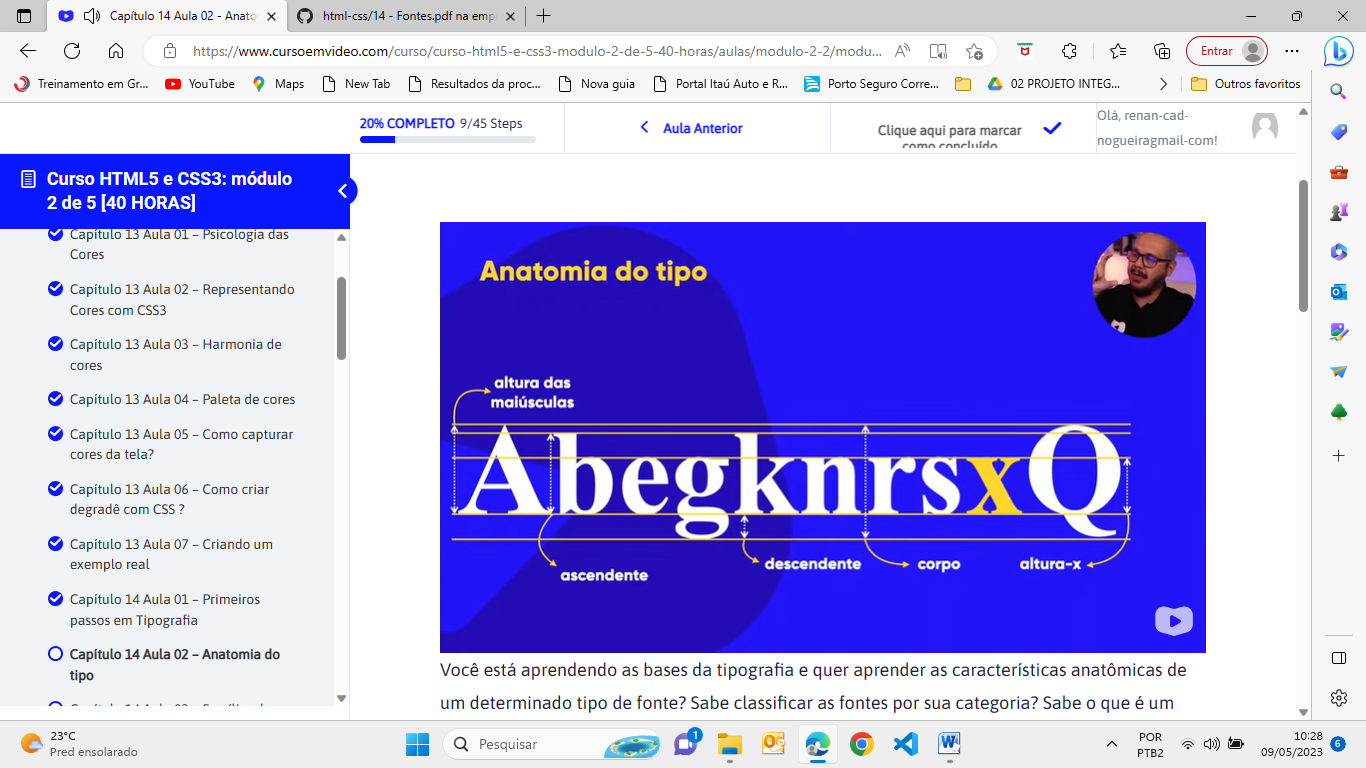 Capítulo 14 Aula 02 - Anato
html-css/14 - Fontes.pdf na emp
https://www.cursoemvideo.com/curso/curso-html5-e-css3-modulo-2-de-5-40-horas/aulas/modulo-2-2/modu...
Entrar
Treinamento em Gr...
YouTube
Maps
New Tab
Resultados da proc...
Nova guia
Portal Itaú Auto e R...
Porto Seguro Corre...
02 PROJETO INTEG...
Outros favoritos
20% COMPLETO 9/45 Steps
Aula Anterior
Clique aqui para marcar
como concluído
Olá, renan-cad-
nogueiragmail-com!
Curso HTML5 e CSS3: módulo
2 de 5 [40 HORAS]
Capítulo 13 Aula 01 – Psicologia das
Cores
Capítulo 13 Aula 02 – Representando
Cores com CSS3
Capítulo 13 Aula 03 – Harmonia de
cores
Capítulo 13 Aula 04 – Paleta de cores
Capítulo 13 Aula 05 – Como capturar
cores da tela?
Capítulo 13 Aula 06 – Como criar
degradê com CSS ?
Capítulo 13 Aula 07 – Criando um
exemplo real
Capítulo 14 Aula 01 – Primeiros
passos em Tipografia
Capítulo 14 Aula 02 – Anatomia do
tipo
Anatomia do tipo
altura das
maiúsculas
AbegknrsxQ
ascendente
descendente
corpo
altura-x
Você está aprendendo as bases da tipografia e quer aprender as características anatômicas de
um determinado tipo de fonte? Sabe classificar as fontes por sua categoria? Sabe o que é um
23°C
Pred ensolarado
Pesquisar
1
POR
PTB2
10:28
09/05/2023
6